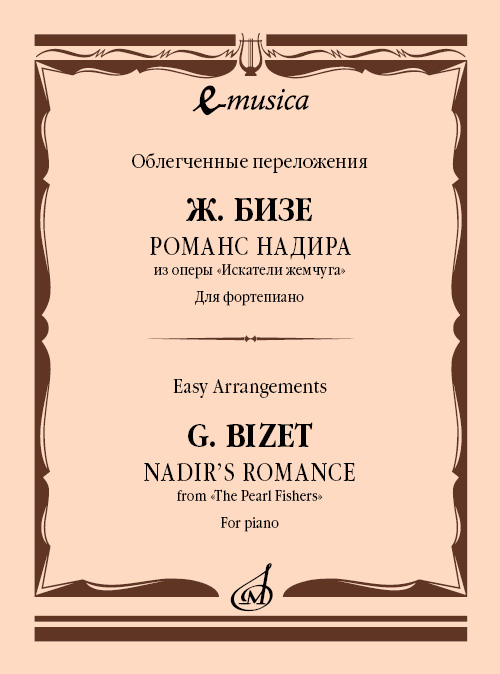 e-musica
Облегченные переложения
Ж. БИЗЕ
РОМАНС НАДИРА
из оперы «Искатели жемчуга»
Для фортепиано
Easy Arrangements
G. BIZET
NADIR'S ROMANCE
from «The Pearl Fishers»
For piano